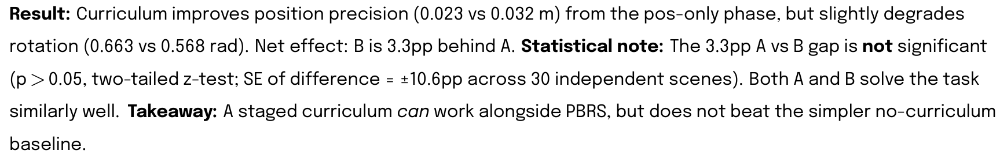 Result: Curriculum improves position precision (0.023 vs 0.032 m) from the pos-only phase, but slightly degrades
rotation (0.663 vs 0.568 rad). Net effect: B is 3.3pp behind A. Statistical note: The 3.3pp A vs B gap is not significant
(p > 0.05, two-tailed z-test; SE of difference = ±10.6pp across 30 independent scenes). Both A and B solve the task
similarly well. Takeaway: A staged curriculum can work alongside PBRS, but does not beat the simpler no-curriculum
baseline.